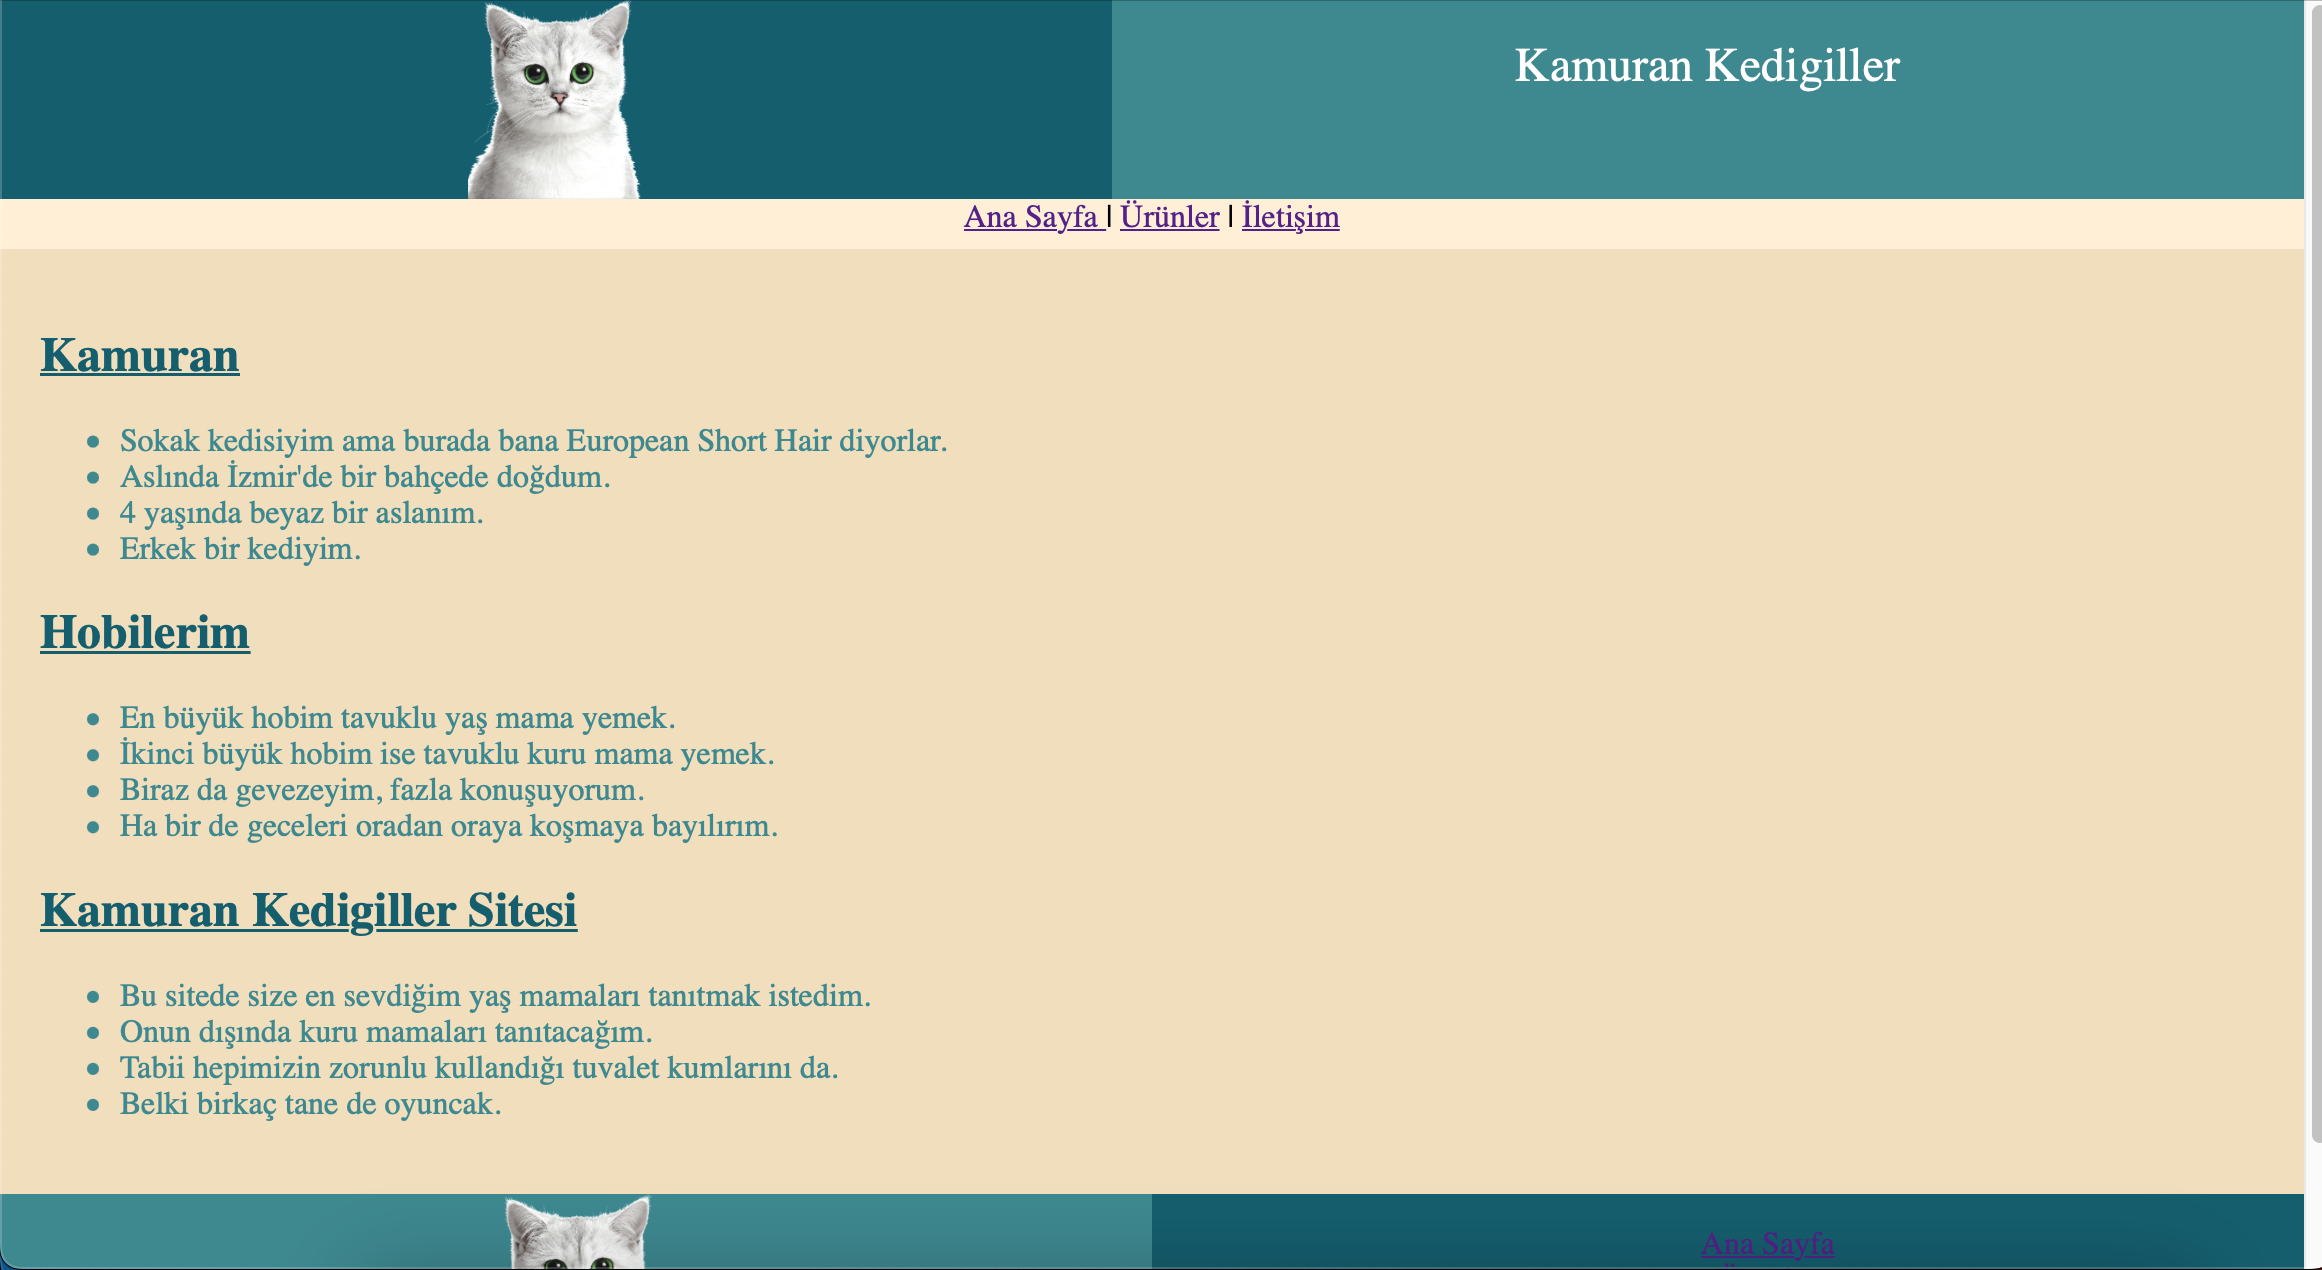 Kamuran Kedigiller
Ana Sayfa | Ürünler | İletişim
Kamuran
Sokak kedisiyim ama burada bana European Short Hair diyorlar.
Aslında İzmir'de bir bahçede doğdum.
4 yaşında beyaz bir aslanım.
Erkek bir kediyim.
Hobilerim
En büyük hobim tavuklu yaş mama yemek.
İkinci büyük hobim ise tavuklu kuru mama yemek.
Biraz da gevezeyim, fazla konuşuyorum.
Ha bir de geceleri oradan oraya koşmaya bayılırım.
Kamuran Kedigiller Sitesi
Bu sitede size en sevdiğim yaş mamaları tanıtmak istedim.
Onun dışında kuru mamaları tanıtacağım.
Tabii hepimizin zorunlu kullandığı tuvalet kumlarını da.
Belki birkaç tane de oyuncak.
Ana Sayfa